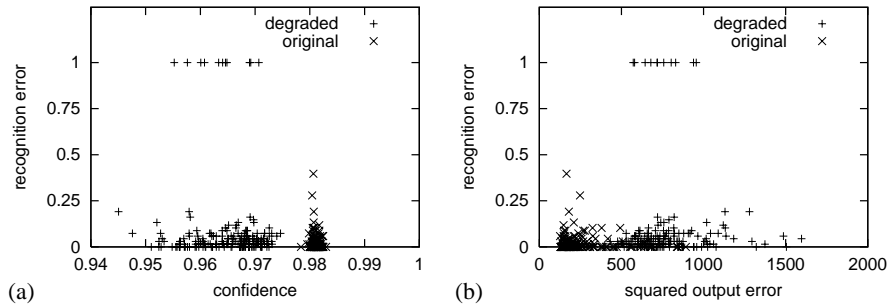 degraded
original
recognition error
1
0.75
0.5
0.25
0
0.94 0.95 0.96 0.97 0.98 0.99 1
(a) confidence
degraded
original
recognition error
1
0.75
0.5
0.25
0
0 500 1000 1500 2000
(b) squared output error